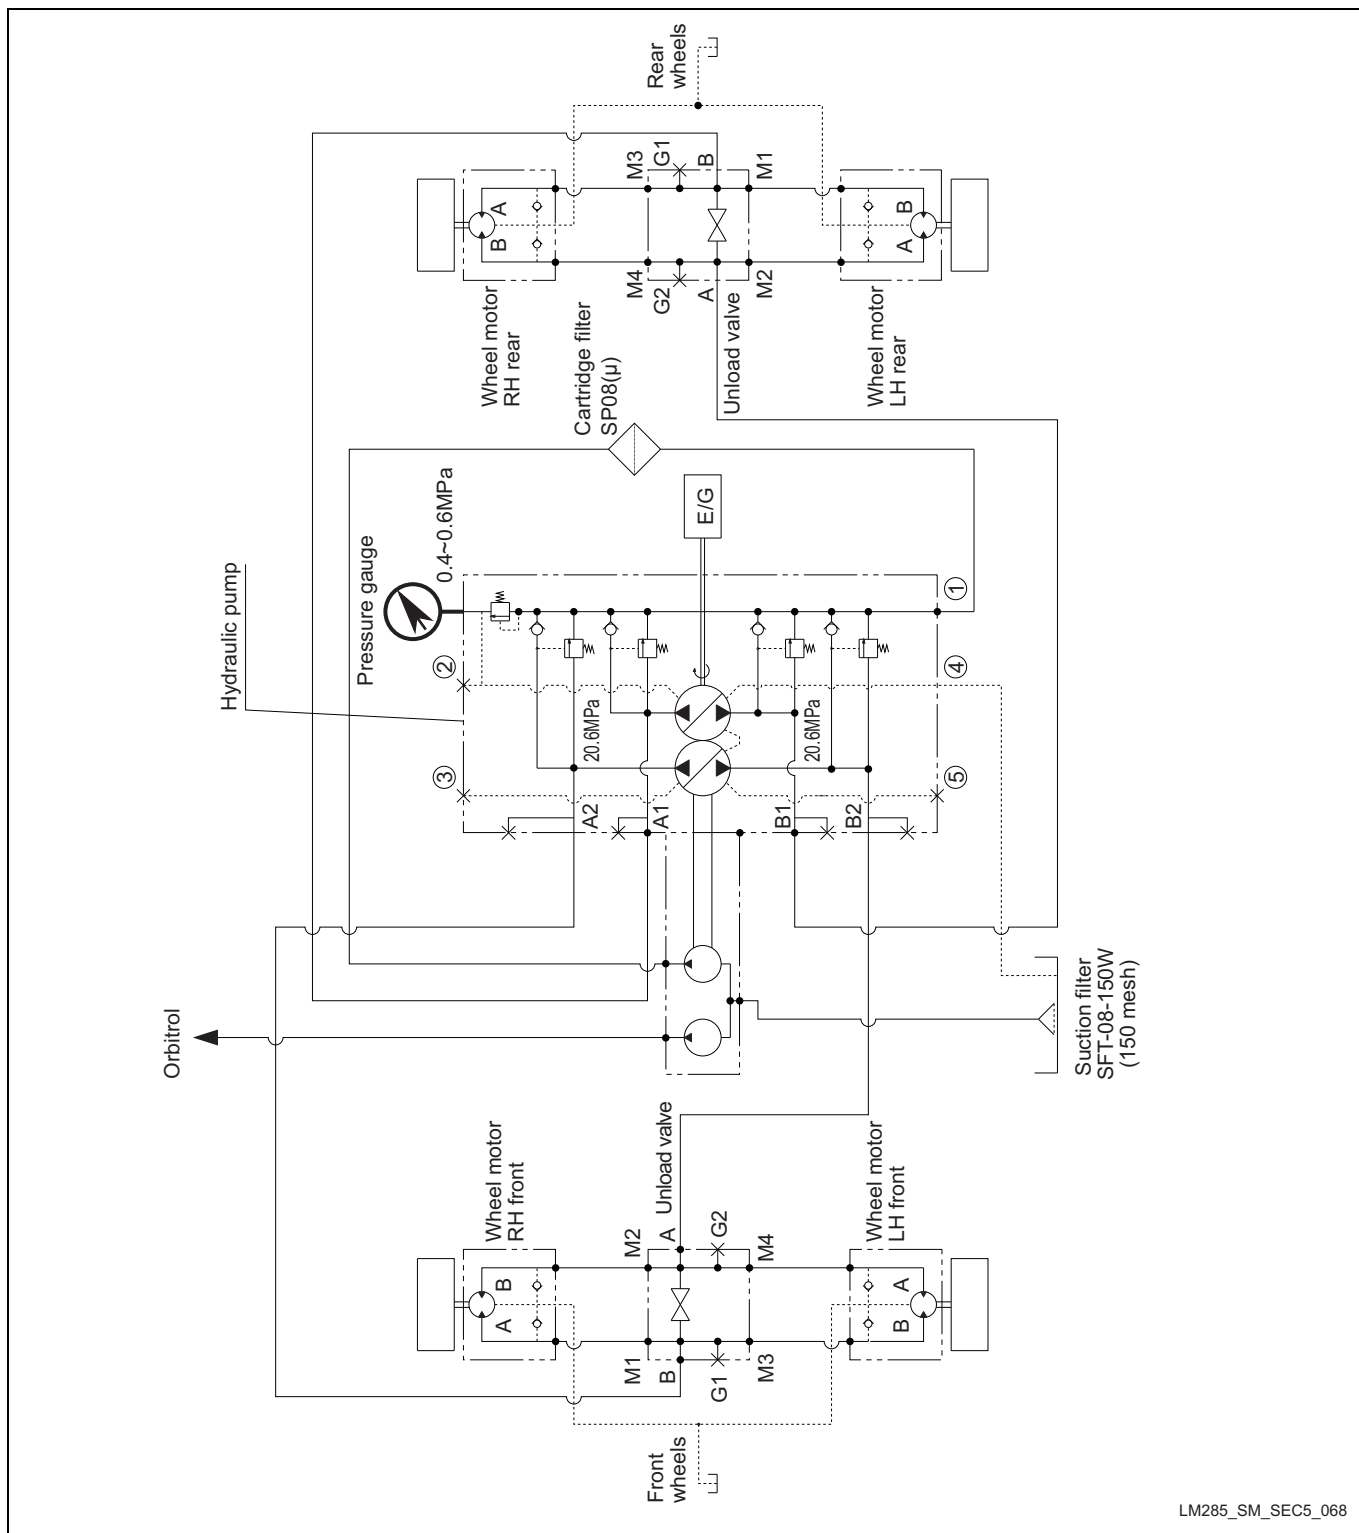 Orbitrol
Hydraulic pump
Pressure gauge
0.4~0.6MPa
Cartridge filter
SP08(μ)
Rear
wheels
Wheel motor
RH rear
B
A
M3
G1
B
M1
M4
G2
A
M2
Unload valve
A
B
Wheel motor
LH rear
E/G
②
③
①
④
⑤
20.6MPa
20.6MPa
A2
A1
B1
B2
Suction filter
SFT-08-150W
(150 mesh)
Wheel motor
RH front
A
B
M2
A
G2
M4
Unload valve
M1
B
G1
M3
B
A
Wheel motor
LH front
Front
wheels
LM285_SM_SEC5_068